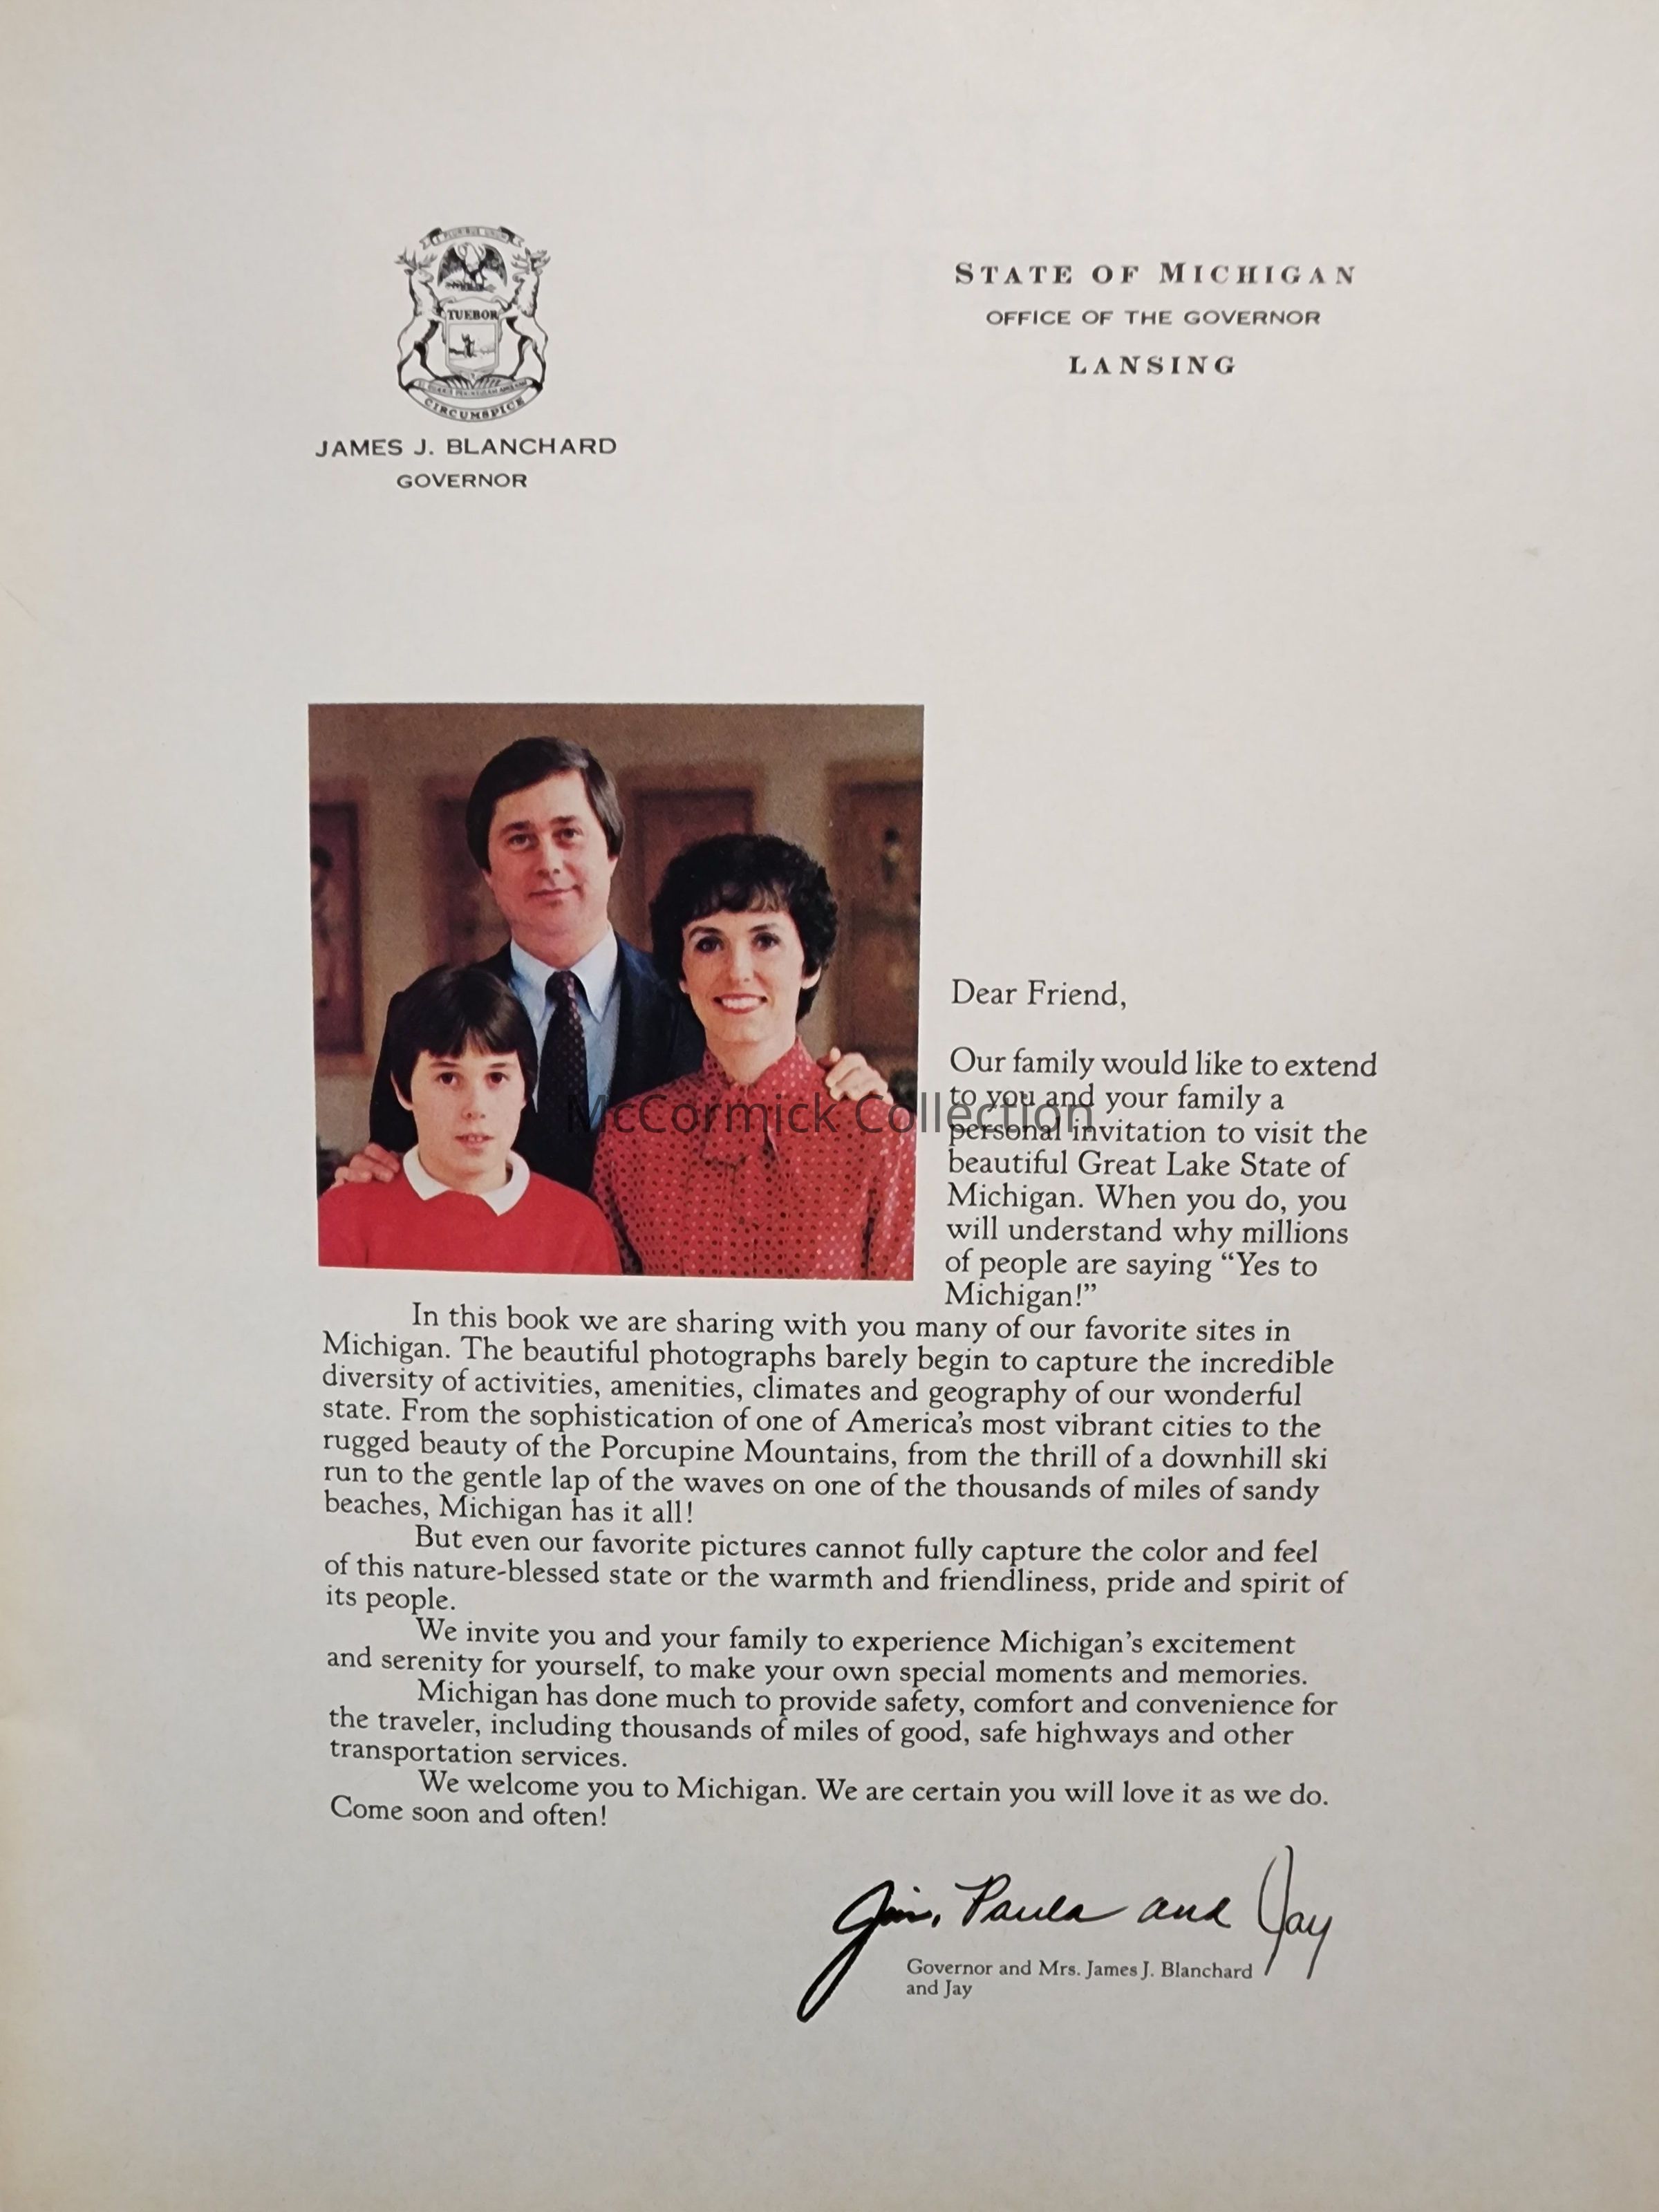 E PLURIBUS UNUM
TUEBOR
SI QUAERIS PENINSULAM AMOENAM
CIRCUMSPICE
JAMES J. BLANCHARD
GOVERNOR
STATE OF MICHIGAN
OFFICE OF THE GOVERNOR
LANSING
Dear Friend,
Our family would like to extend
to you and your family a
personal invitation to visit the
beautiful Great Lake State of
Michigan. When you do, you
will understand why millions
of people are saying “Yes to
Michigan!”
McCormick Collection
In this book we are sharing with you many of our favorite sites in
Michigan. The beautiful photographs barely begin to capture the incredible
diversity of activities, amenities, climates and geography of our wonderful
state. From the sophistication of one of America's most vibrant cities to the
rugged beauty of the Porcupine Mountains, from the thrill of a downhill ski
run to the gentle lap of the waves on one of the thousands of miles of sandy
beaches, Michigan has it all!
But even our favorite pictures cannot fully capture the color and feel
of this nature-blessed state or the warmth and friendliness, pride and spirit of
its people.
We invite you and your family to experience Michigan’s excitement
and serenity for yourself, to make your own special moments and memories.
Michigan has done much to provide safety, comfort and convenience for
the traveler, including thousands of miles of good, safe highways and other
transportation services.
We welcome you to Michigan. We are certain you will love it as we do.
Come soon and often!
Jim, Paula and Jay
Governor and Mrs. James J. Blanchard
and Jay